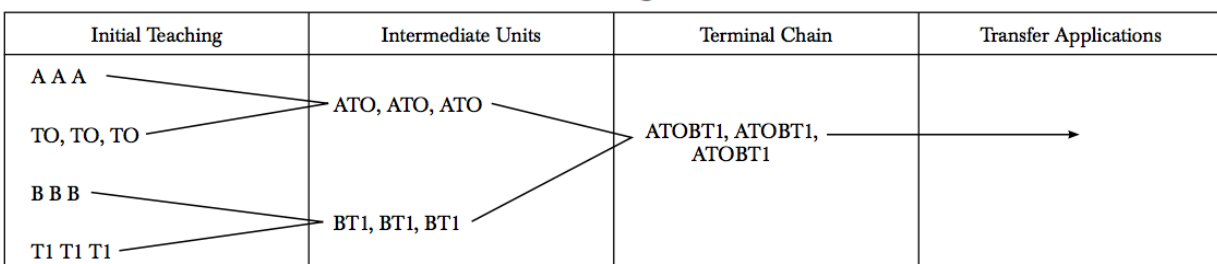 Initial Teaching
Intermediate Units
Terminal Chain
Transfer Applications
A A A
TO, TO, TO
B B B
T1 T1 T1
ATO, ATO, ATO
BT1, BT1, BT1
ATOBT1, ATOBT1,
ATOBT1